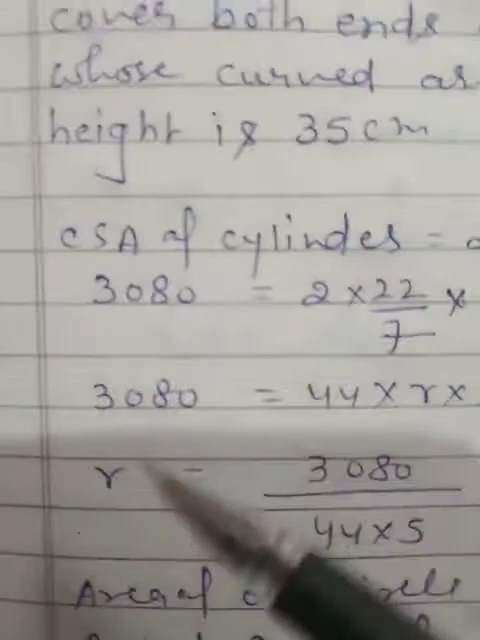 cover both ends
whose curved
height is 35cm
CSA of cylinder =
3080 = 2 × 22/7 ×
3080 = 44 × r ×
r = 3080
44 × 5
Area of